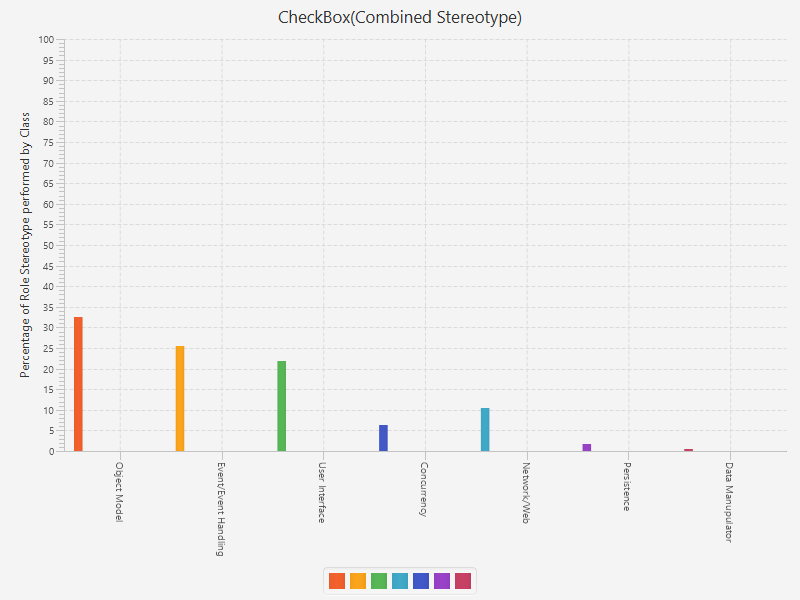 CheckBox(Combined Stereotype)
Percentage of Role Stereotype performed by Class
100
95
90
85
80
75
70
65
60
55
50
45
40
35
30
25
20
15
10
5
0
Object Model
Event/Event Handling
User Interface
Concurrency
Network/Web
Persistence
Data Manupulator